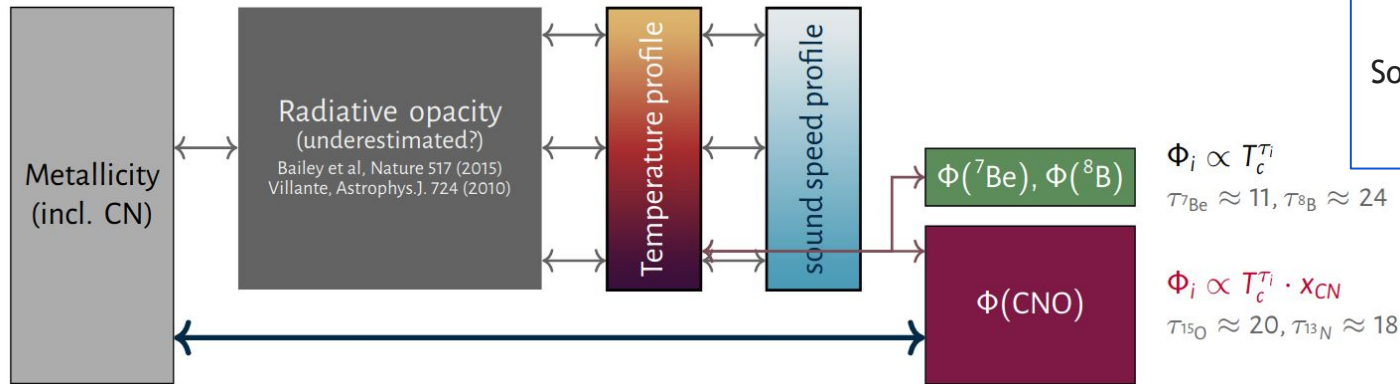 Metallicity
(incl. CN)
Radiative opacity
(underestimated?)
Bailey et al, Nature 517 (2015)
Villante, Astrophys.J. 724 (2010)
Temperature profile
sound speed profile
Φ(⁷Be), Φ(⁸B)
Φ(CNO)
Φᵢ ∝ T_c^τᵢ
τ₇Be ≈ 11, τ₈B ≈ 24
Φᵢ ∝ T_c^τᵢ · x_CN
τ₁₅O ≈ 20, τ₁₃N ≈ 18
So